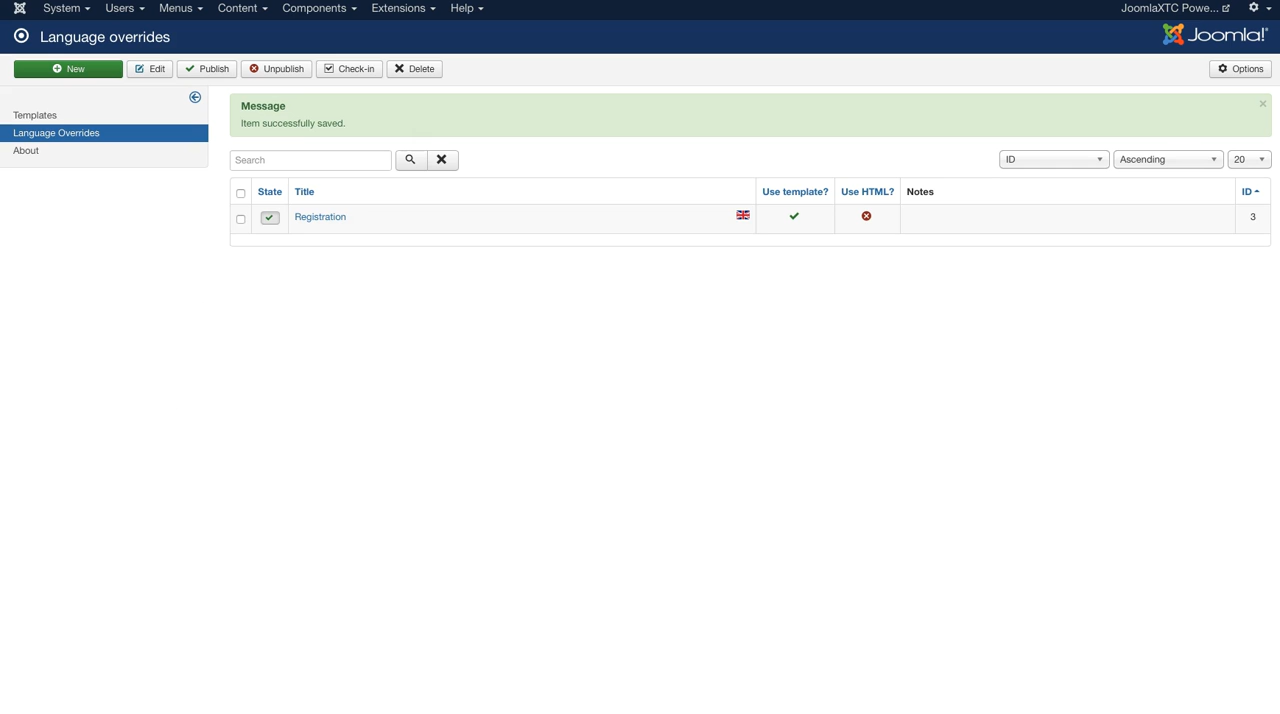 System Users Menus Content Components Extensions Help JoomlaXTC Powe...
Language overrides Joomla!®
New Edit Publish Unpublish Check-in Delete Options
Templates
Language Overrides
About
Message
Item successfully saved.
Search ID Ascending 20
State Title Use template? Use HTML? Notes ID
Registration 3